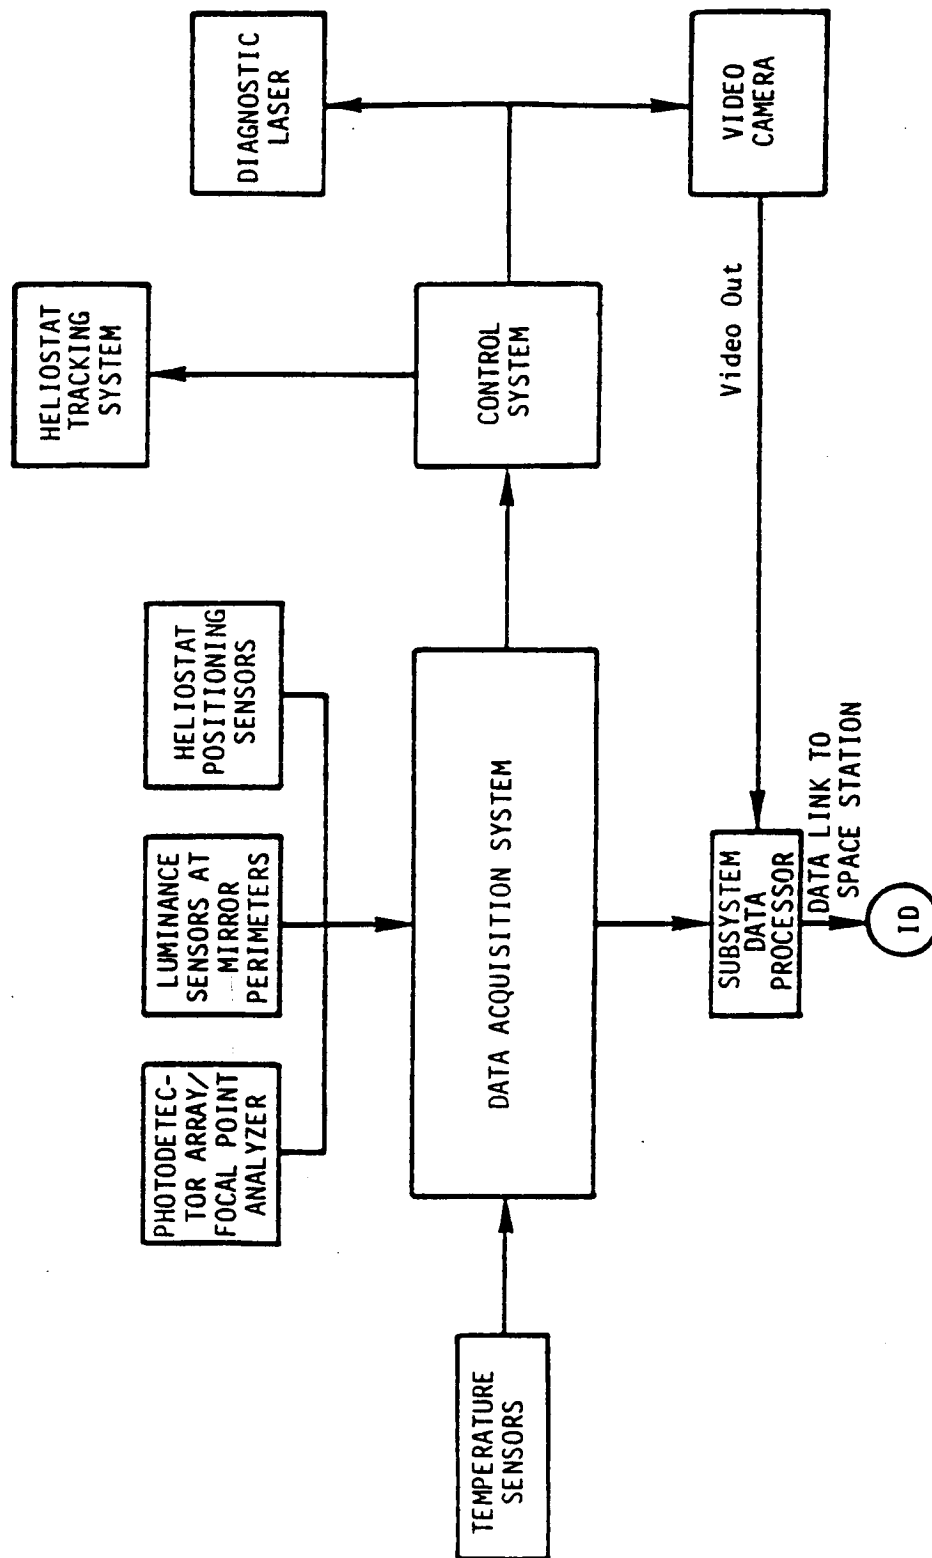 HELIOSTAT
TRACKING
SYSTEM
DIAGNOSTIC
LASER
PHOTODETEC-
TOR ARRAY/
FOCAL POINT
ANALYZER
LUMINANCE
SENSORS AT
MIRROR
PERIMETERS
HELIOSTAT
POSITIONING
SENSORS
TEMPERATURE
SENSORS
DATA ACQUISITION SYSTEM
CONTROL
SYSTEM
VIDEO
CAMERA
Video Out
SUBSYSTEM
DATA
PROCESSOR
DATA LINK TO
SPACE STATION
ID